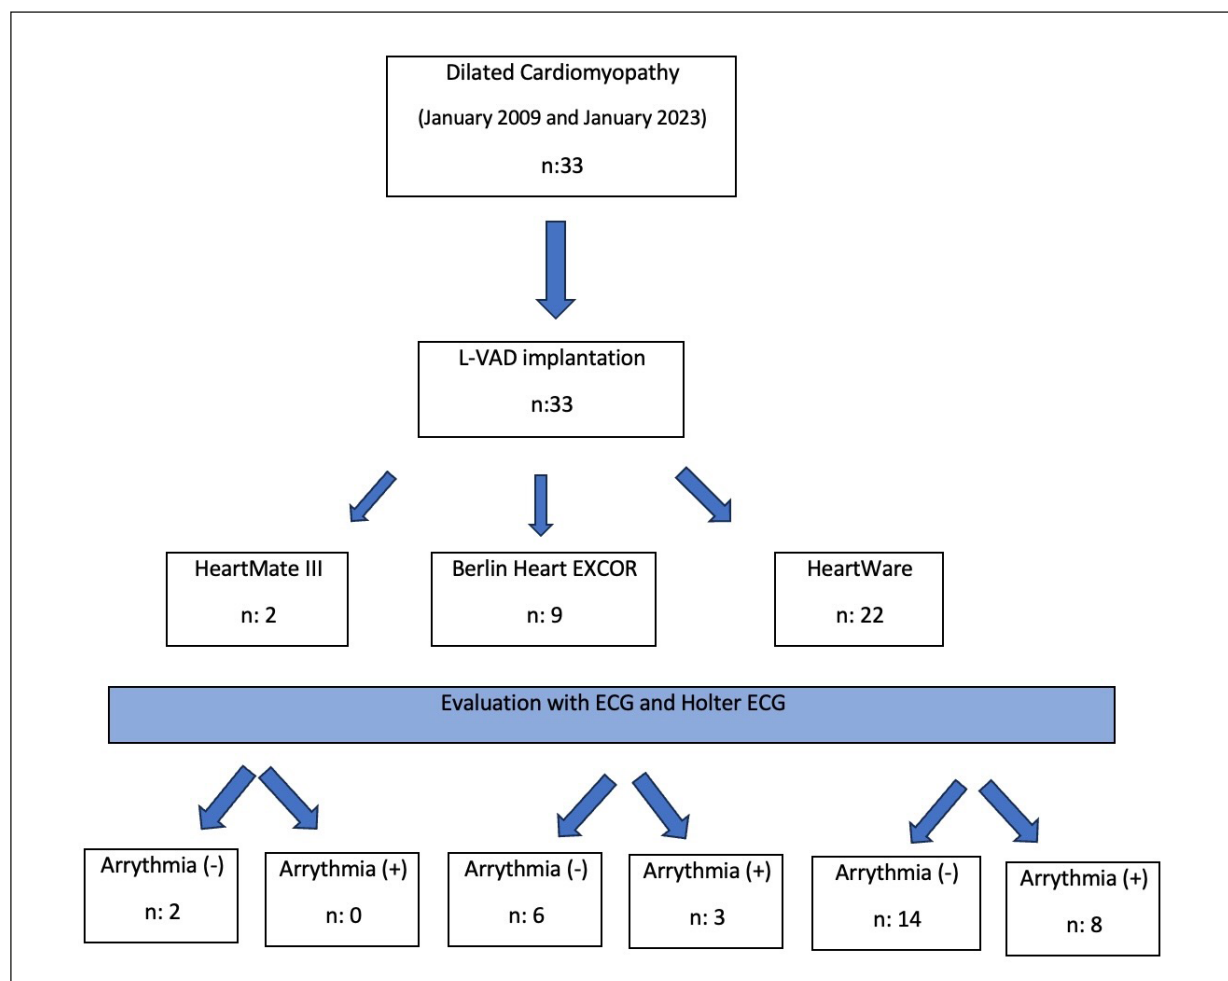 Dilated Cardiomyopathy
(January 2009 and January 2023)
n:33
L-VAD implantation
n:33
HeartMate III
n: 2
Berlin Heart EXCOR
n: 9
HeartWare
n: 22
Evaluation with ECG and Holter ECG
Arrythmia (-)
n: 2
Arrythmia (+)
n: 0
Arrythmia (-)
n: 6
Arrythmia (+)
n: 3
Arrythmia (-)
n: 14
Arrythmia (+)
n: 8